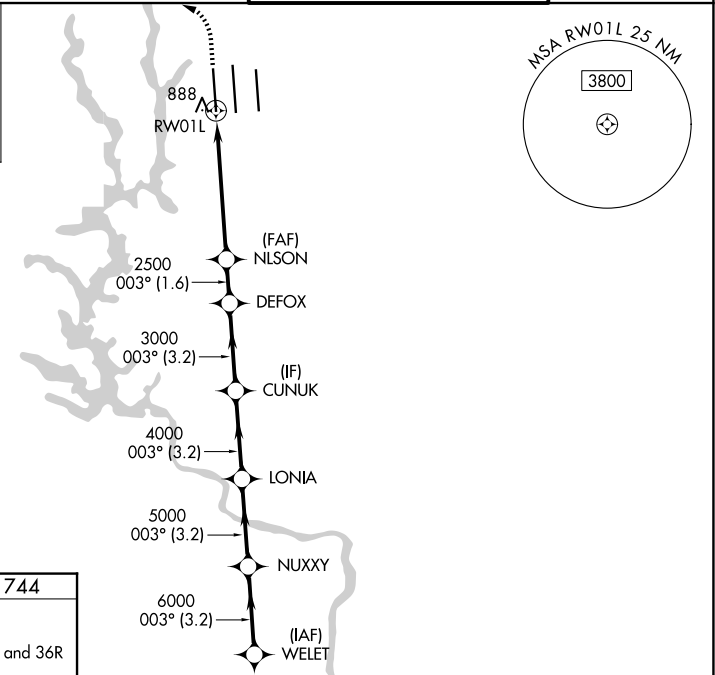 MSA RW01L 25 NM
3800
888
RW01L
(FAF)
NLSON
2500
003° (1.6)
DEFOX
3000
003° (3.2)
(IF)
CUNUK
4000
003° (3.2)
LONIA
5000
003° (3.2)
NUXXY
6000
003° (3.2)
(IAF)
WELET
744
and 36R